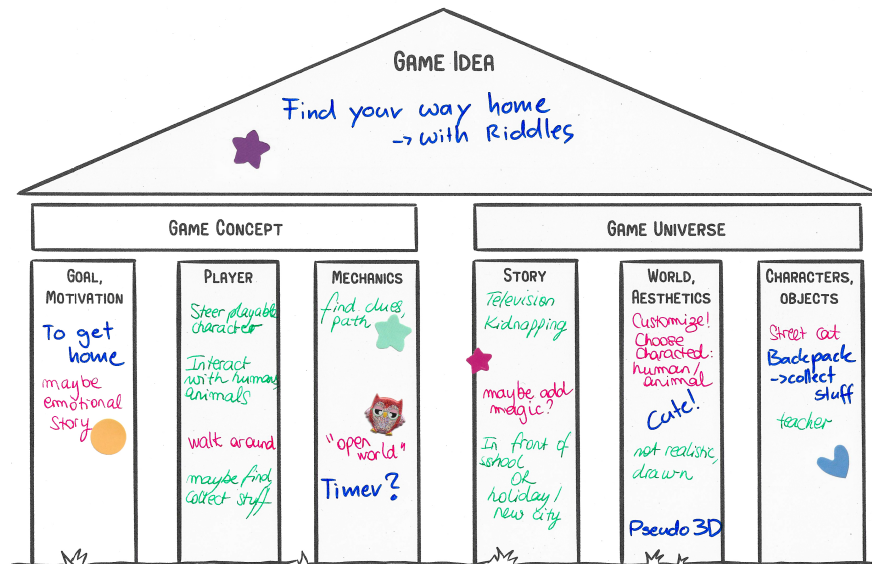 GAME IDEA
Find your way home
→ with Riddles
GAME CONCEPT
GAME UNIVERSE
GOAL,
MOTIVATION
To get
home
maybe
emotional
story
PLAYER
Steer playable
character
Interact
with humans,
animals
walk around
maybe find,
collect stuff
MECHANICS
find clues,
path
"open
world"
Timer?
STORY
Television
Kidnapping
maybe add
magic?
In front of
school
OR
holiday/
new city
WORLD,
AESTHETICS
Customize!
Choose
Characted:
human/
animal
Cute!
not realistic,
drawn
Pseudo 3D
CHARACTERS,
OBJECTS
Street cat
Backpack
→collect
stuff
teacher